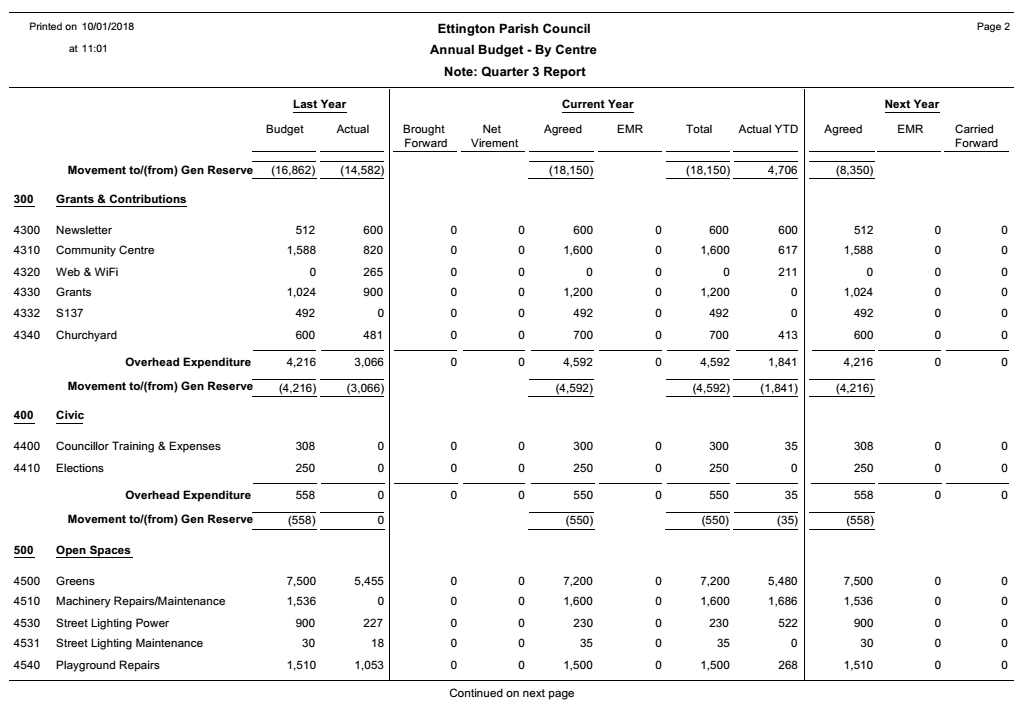 Printed on 10/01/2018 Ettington Parish Council Page 2
at 11:01 Annual Budget - By Centre
Note: Quarter 3 Report
Last Year Current Year Next Year
Budget Actual Brought Forward Net Virement Agreed EMR Total Actual YTD Agreed EMR Carried Forward
Movement to/(from) Gen Reserve (16,862) (14,582) (18,150) (18,150) 4,706 (8,350)
300 Grants & Contributions
4300 Newsletter 512 600 0 0 600 0 600 600 512 0 0
4310 Community Centre 1,588 820 0 0 1,600 0 1,600 617 1,588 0 0
4320 Web & WiFi 0 265 0 0 0 0 0 211 0 0 0
4330 Grants 1,024 900 0 0 1,200 0 1,200 0 1,024 0 0
4332 S137 492 0 0 0 492 0 492 0 492 0 0
4340 Churchyard 600 481 0 0 700 0 700 413 600 0 0
Overhead Expenditure 4,216 3,066 0 0 4,592 0 4,592 1,841 4,216 0 0
Movement to/(from) Gen Reserve (4,216) (3,066) (4,592) (4,592) (1,841) (4,216)
400 Civic
4400 Councillor Training & Expenses 308 0 0 0 300 0 300 35 308 0 0
4410 Elections 250 0 0 0 250 0 250 0 250 0 0
Overhead Expenditure 558 0 0 0 550 0 550 35 558 0 0
Movement to/(from) Gen Reserve (558) 0 (550) (550) (35) (558)
500 Open Spaces
4500 Greens 7,500 5,455 0 0 7,200 0 7,200 5,480 7,500 0 0
4510 Machinery Repairs/Maintenance 1,536 0 0 0 1,600 0 1,600 1,686 1,536 0 0
4530 Street Lighting Power 900 227 0 0 230 0 230 522 900 0 0
4531 Street Lighting Maintenance 30 18 0 0 35 0 35 0 30 0 0
4540 Playground Repairs 1,510 1,053 0 0 1,500 0 1,500 268 1,510 0 0
Continued on next page